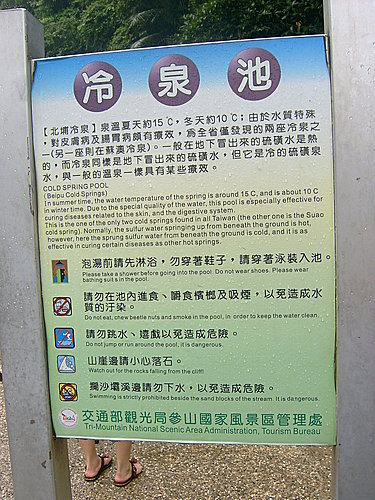 冷泉池
【北埔冷泉】泉溫夏天約15℃，冬天約10℃；由於水質特殊
，對皮膚病及腸胃病頗有療效，為全省僅發現的兩座冷泉之
一(另一座則在蘇澳冷泉)。一般在地下冒出來的硫磺水是熱
的，而冷泉同樣是地下冒出來的硫磺水，但它是冷的硫磺泉
水，與一般的溫泉一樣具有某些療效。
COLD SPRING POOL
(Beipu Cold Springs)
In summer time, the water temperature of the spring is around 15 C, and is about 10 C
in winter time. Due to the special quality of the water, this pool is especially effective for
curing diseases related to the skin, and the digestive system.
This is the one of the only two cold springs found in all Taiwan (the other one is the Suao
cold spring). Normally, the sulfur water springing up from beneath the ground is hot,
however, here the sprung sulfur water from beneath the ground is cold, and it is as
effective in curing certain diseases as other hot springs.
泡湯前請先淋浴，勿穿著鞋子，請穿著泳裝入池。
Please take a shower before going into the pool. Do not wear shoes. Please wear
bathing suits in the pool.
請勿在池內進食、嚼食檳榔及吸煙，以免造成水
質的汙染。
Do not eat, chew beetle nuts and smoke in the pool, in order to keep the water clean.
請勿跳水、嬉戲以免造成危險。
Do not jump or run around the pool, it is dangerous.
山崖邊請小心落石。
Watch out for the rocks falling from the cliff!
攔沙壩溪邊請勿下水，以免造成危險。
Swimming is strictly prohibited beside the sand blocks of the stream. It is dangerous.
交通部觀光局參山國家風景區管理處
Tri-Mountain National Scenic Area Administration, Tourism Bureau